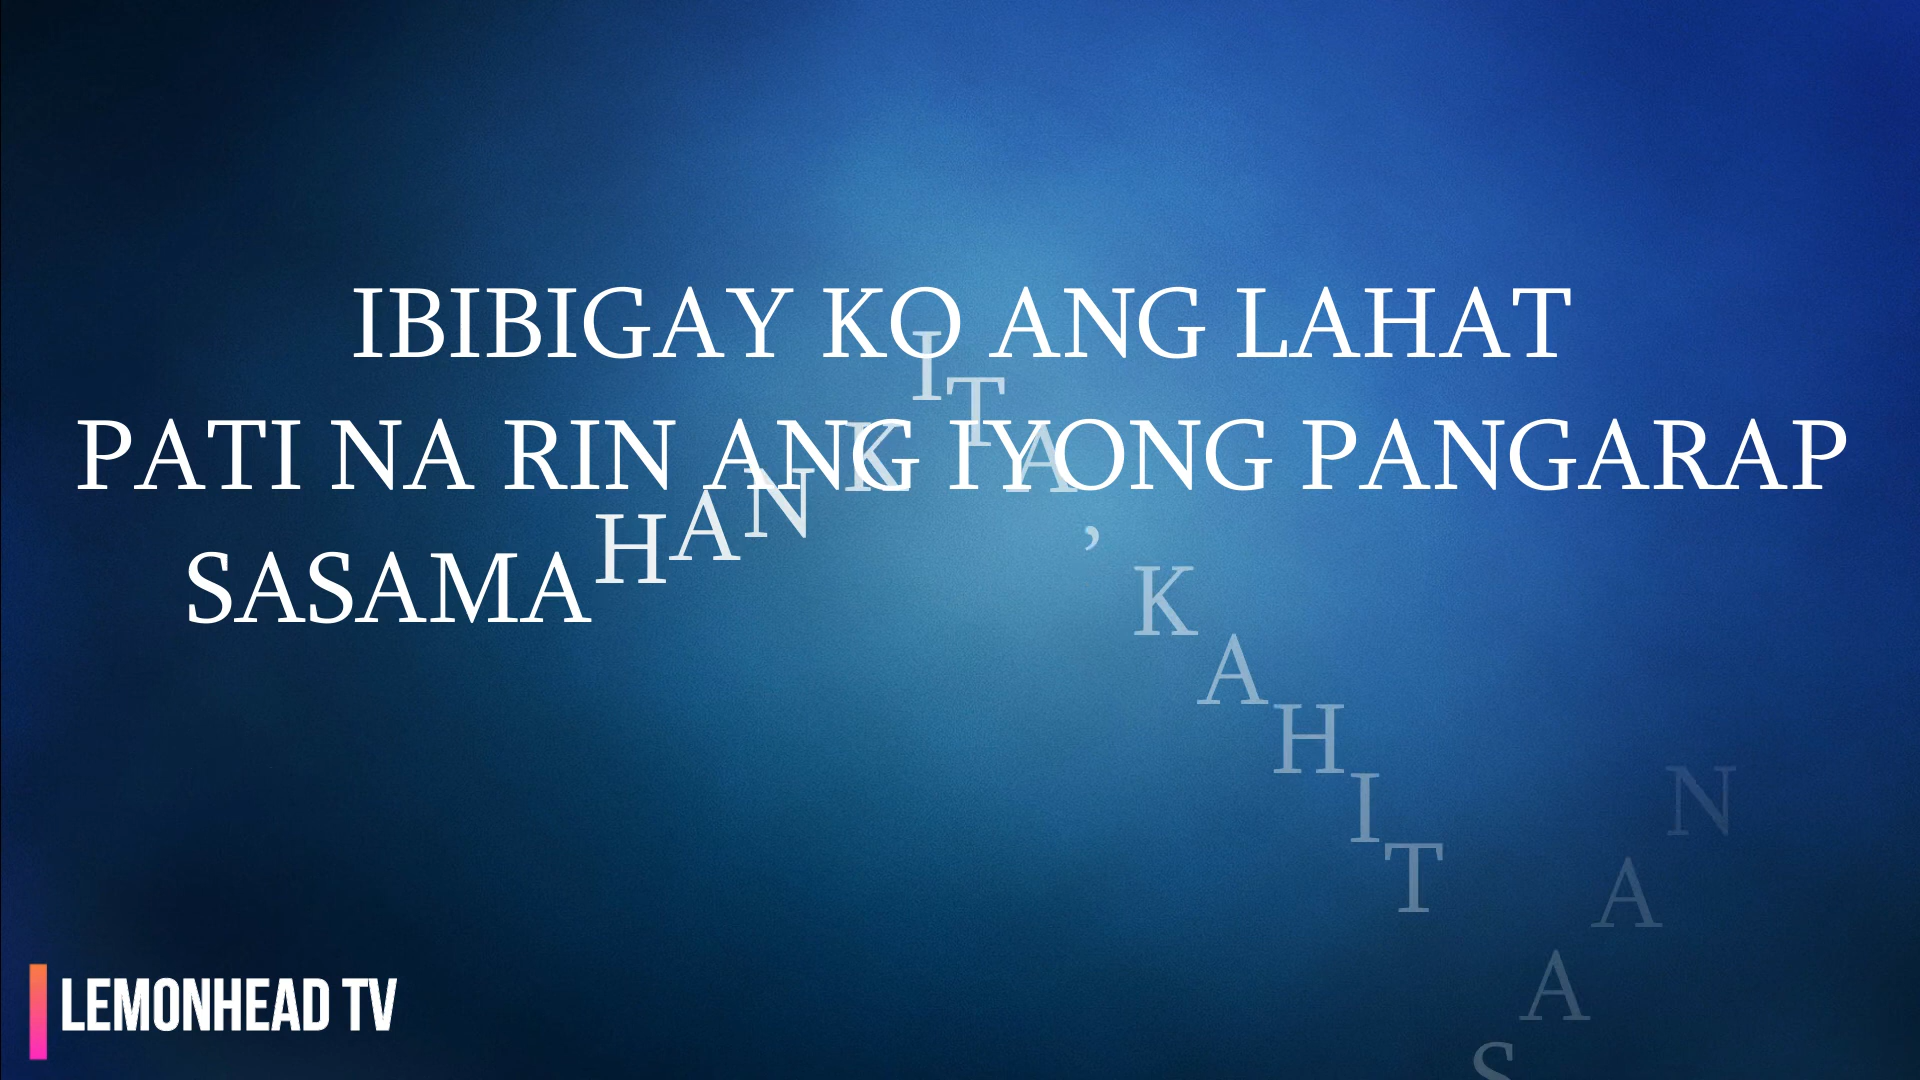 IBIBIGAY KO ANG LAHAT
PATI NA RIN ANG IYONG PANGARAP
SASAMAHAN KITA, KAHIT SAAN
LEMONHEAD TV